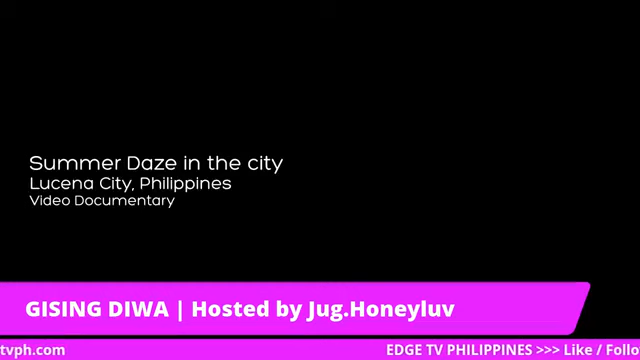 Summer Daze in the city
Lucena City, Philippines
Video Documentary
GISING DIWA | Hosted by Jug.Honeyluv
tvph.com EDGE TV PHILIPPINES >>> Like / Follo